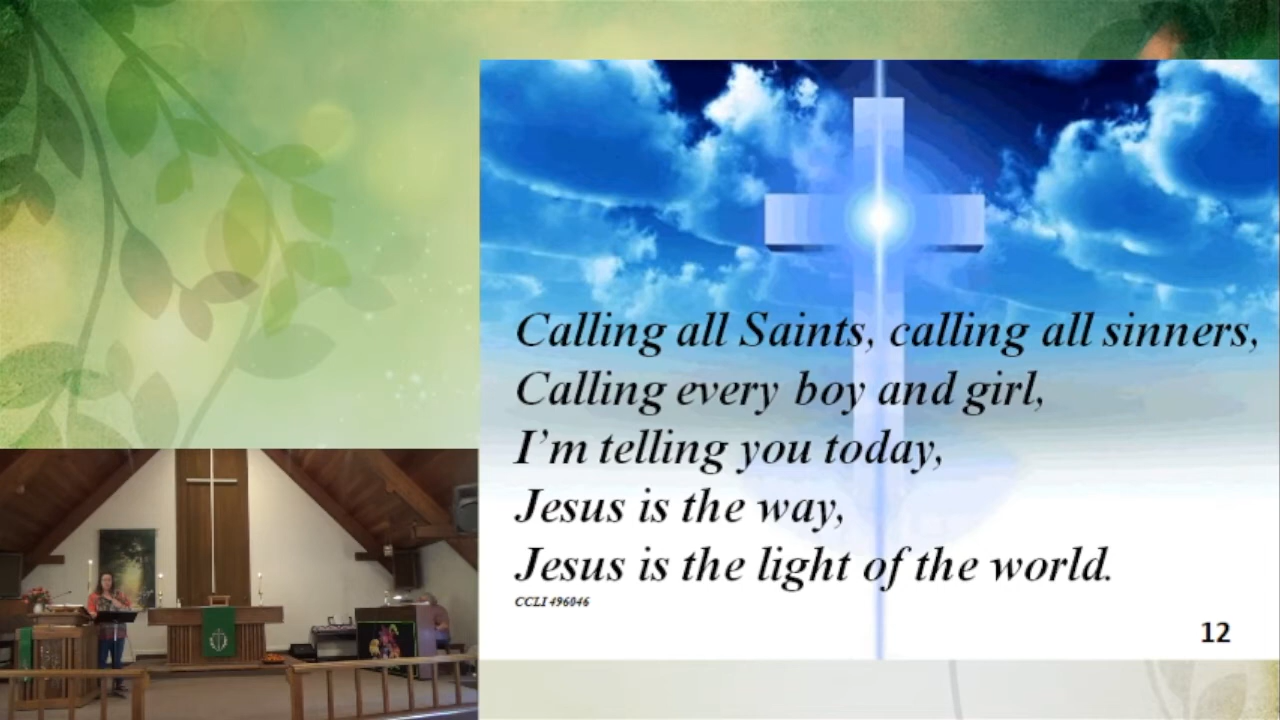 Calling all Saints, calling all sinners,
Calling every boy and girl,
I'm telling you today,
Jesus is the way,
Jesus is the light of the world.
CCLI 496046
12